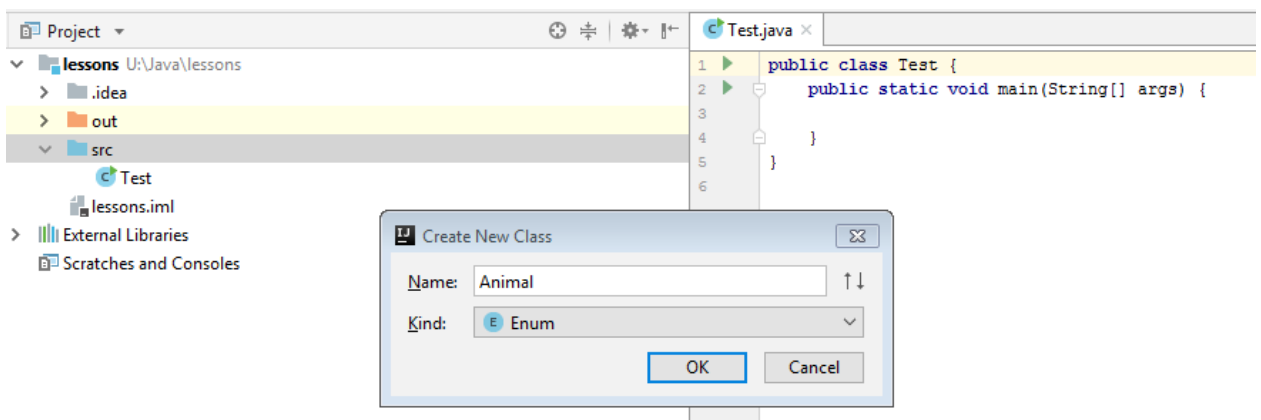 Project
lessons U:\Java\lessons
.idea
out
src
C Test
lessons.iml
External Libraries
Scratches and Consoles
C Test.java
1 public class Test {
2 public static void main(String[] args) {
3
4 }
5 }
6
IJ Create New Class
Name: Animal
Kind: E Enum
OK Cancel